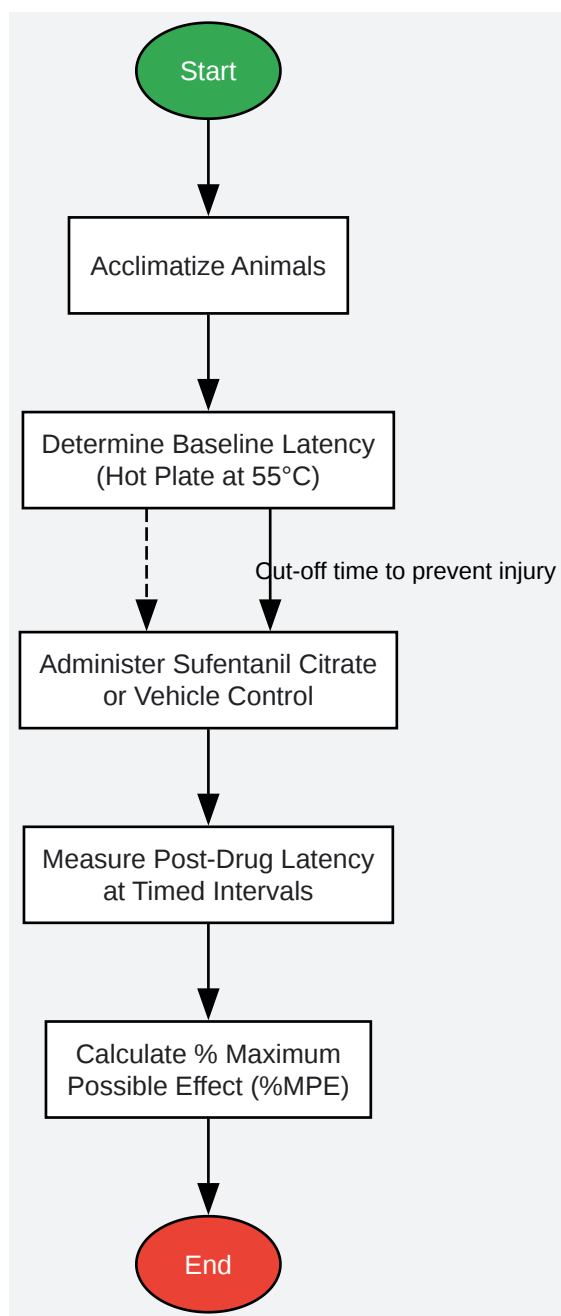 Start
Acclimatize Animals
Determine Baseline Latency
(Hot Plate at 55°C)
Cut-off time to prevent injury
Administer Sufentanil Citrate
or Vehicle Control
Measure Post-Drug Latency
at Timed Intervals
Calculate % Maximum
Possible Effect (%MPE)
End